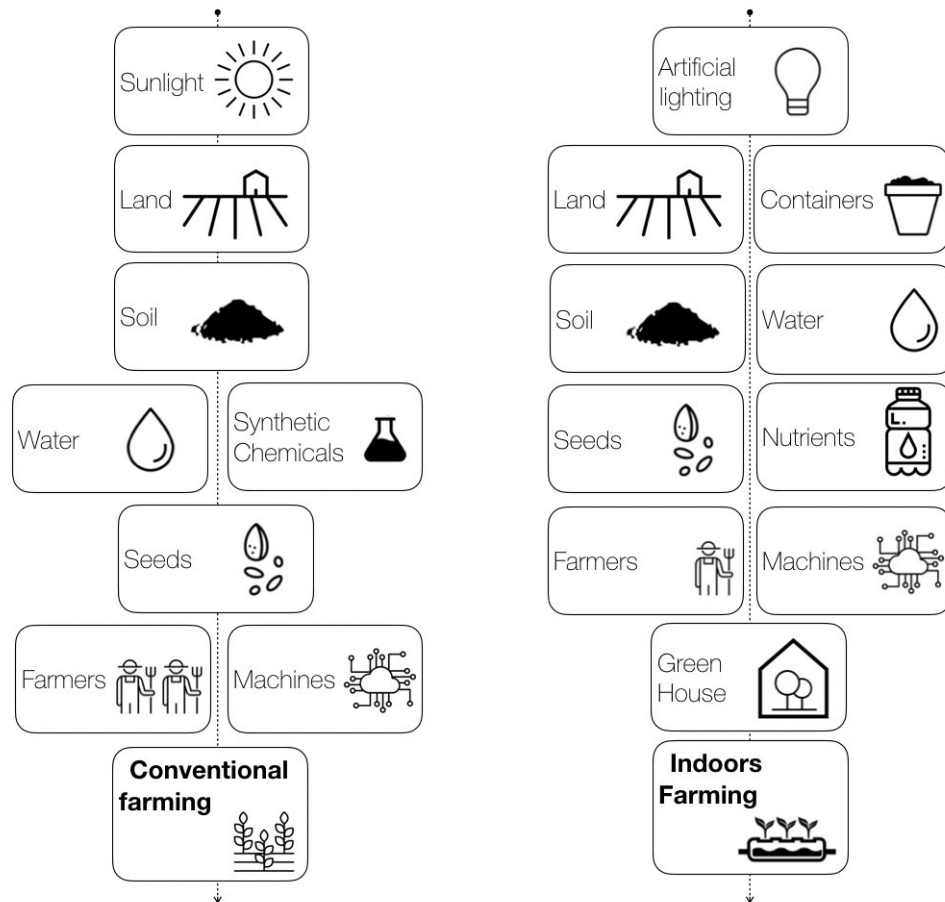 Sunlight
Land
Soil
Water
Synthetic
Chemicals
Seeds
Farmers
Machines
Conventional
farming
Artificial
lighting
Land
Containers
Soil
Water
Seeds
Nutrients
L.
Farmers
Machines
Green
House
Indoors
Farming